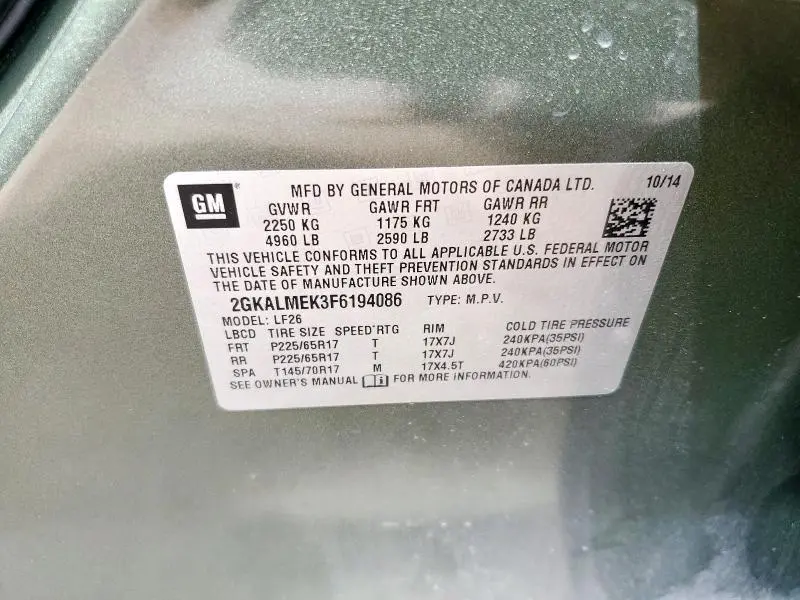 GM MFD BY GENERAL MOTORS OF CANADA LTD. 10/14
GVWR GAWR FRT GAWR RR
2250 KG 1175 KG 1240 KG
4960 LB 2590 LB 2733 LB
THIS VEHICLE CONFORMS TO ALL APPLICABLE U.S. FEDERAL MOTOR
VEHICLE SAFETY AND THEFT PREVENTION STANDARDS IN EFFECT ON
THE DATE OF MANUFACTURE SHOWN ABOVE.
2GKALMEK3F6194086 TYPE: M.P.V.
MODEL: LF26
LBCD TIRE SIZE SPEED RTG RIM COLD TIRE PRESSURE
FRT P225/65R17 T 17X7J 240KPA(35PSI)
RR P225/65R17 T 17X7J 240KPA(35PSI)
SPA T145/70R17 M 17X4.5T 420KPA(60PSI)
SEE OWNER'S MANUAL FOR MORE INFORMATION.